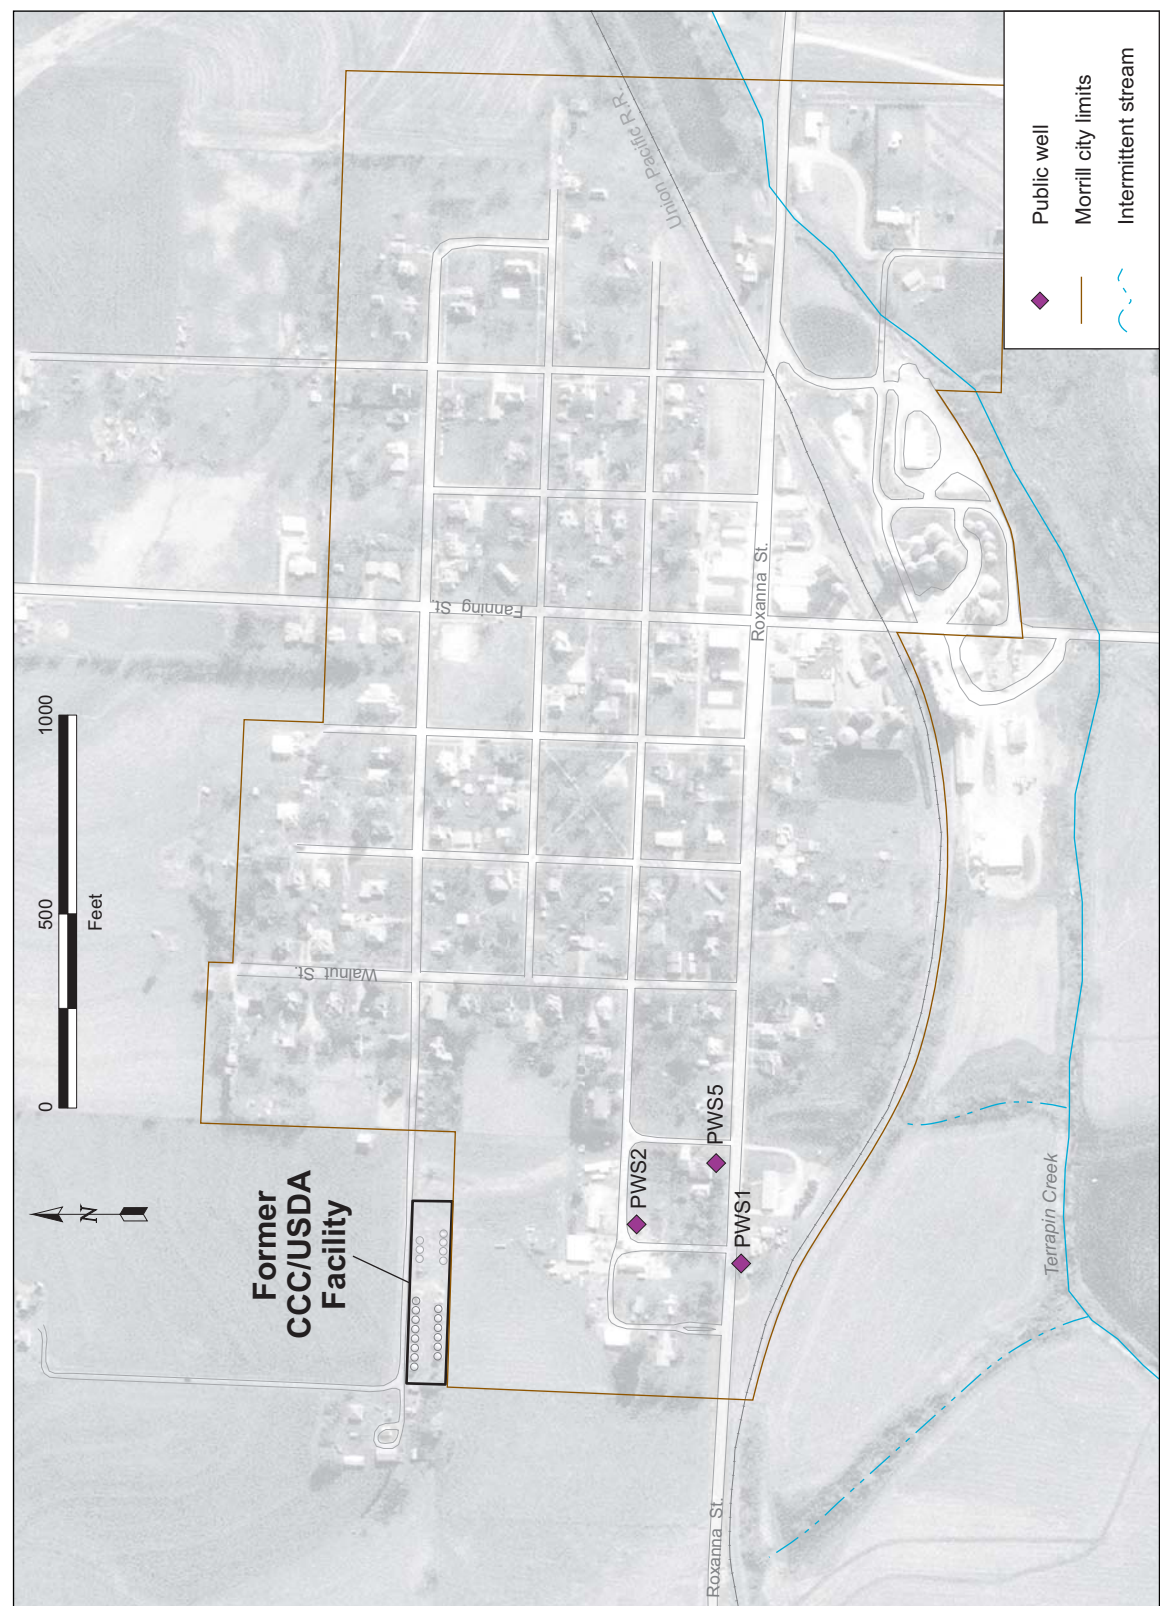 Former
CCC/USDA
Facility
N
0
500
1000
Feet
Walnut St.
Fanning St.
Union Pacific R.R.
Roxanna St.
Roxanna St.
PWS2
PWS5
PWS1
Terrapin Creek
Public well
Morrill city limits
Intermittent stream